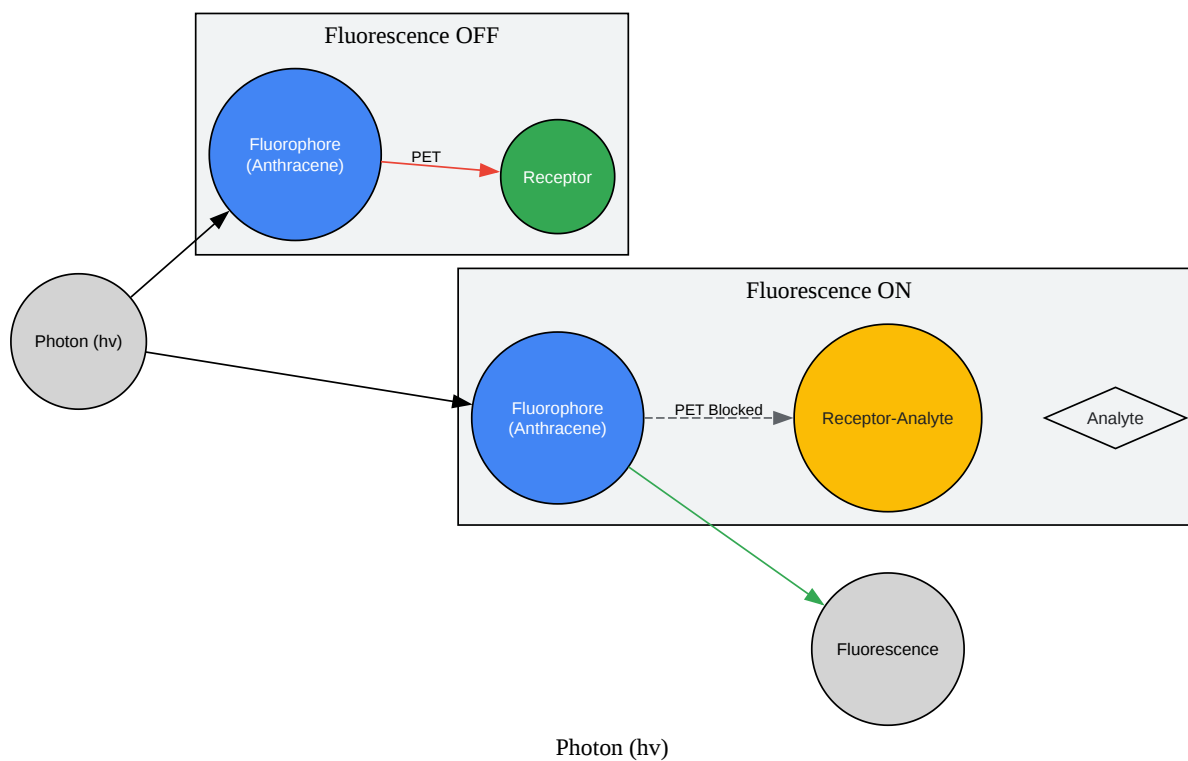 Fluorescence OFF
Fluorophore
(Anthracene)
PET
Receptor
Photon (hv)
Fluorescence ON
Fluorophore
(Anthracene)
PET Blocked
Receptor-Analyte
Analyte
Fluorescence
Photon (hv)